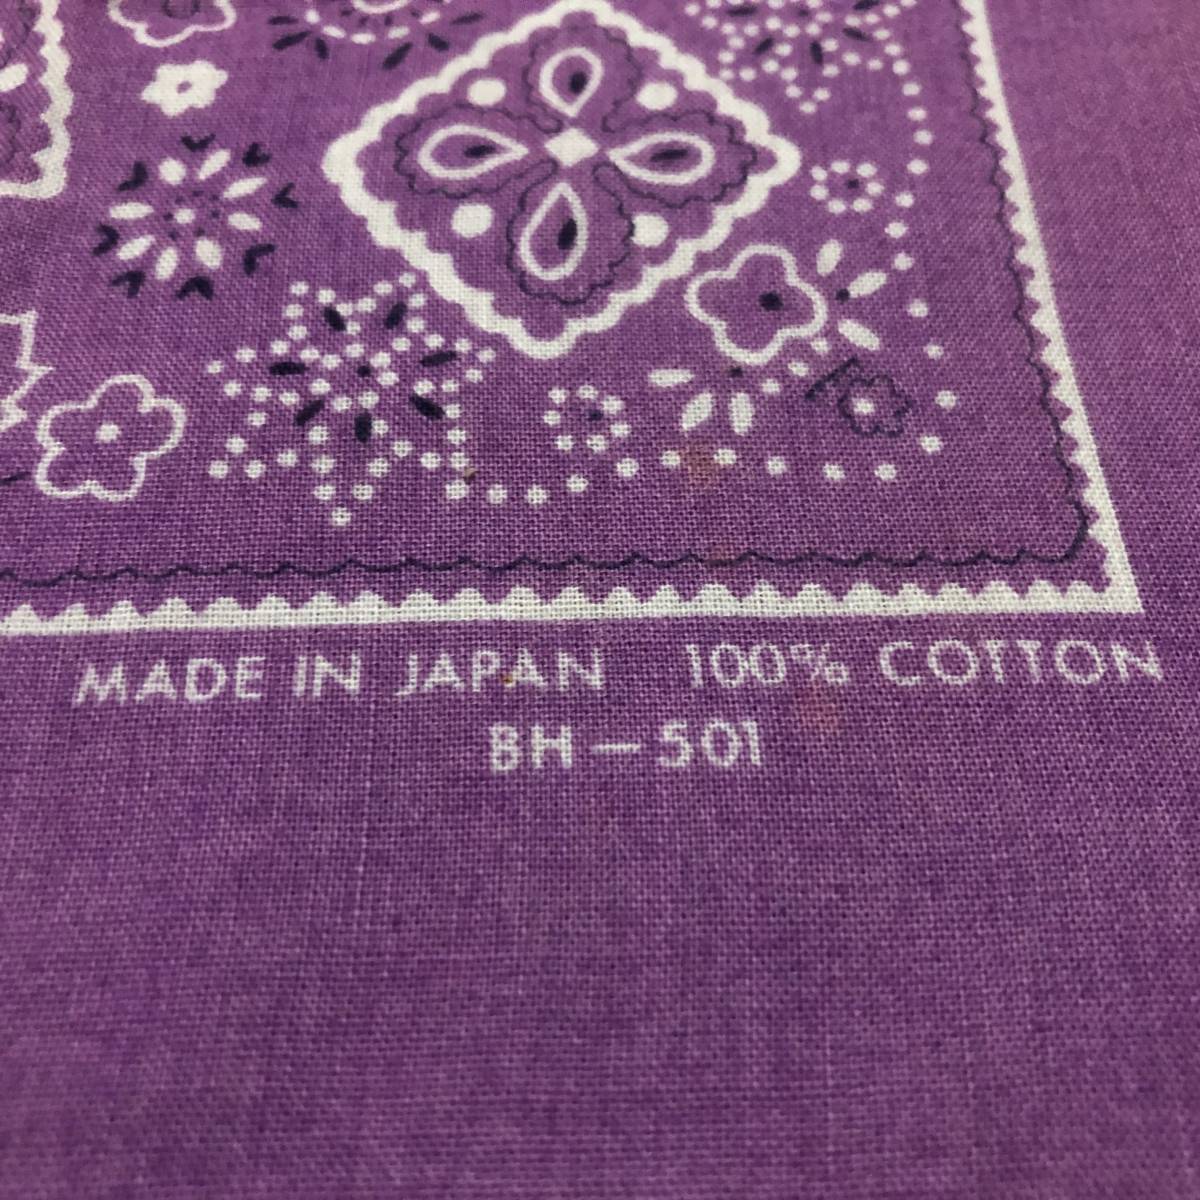 MADE IN JAPAN 100% COTTON
BH-501